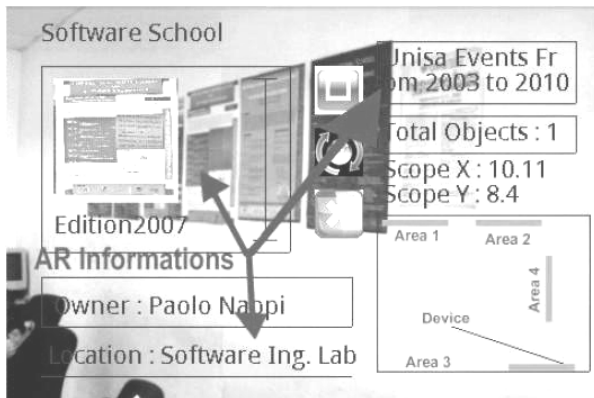 Software School
Unisa Events Fr
om 2003 to 2010
Total Objects : 1
Scope X : 10.11
Scope Y : 8.4
Edition2007
AR Informations
Owner : Paolo Nappi
Location : Software Ing. Lab
Area 1
Area 2
Area 4
Device
Area 3